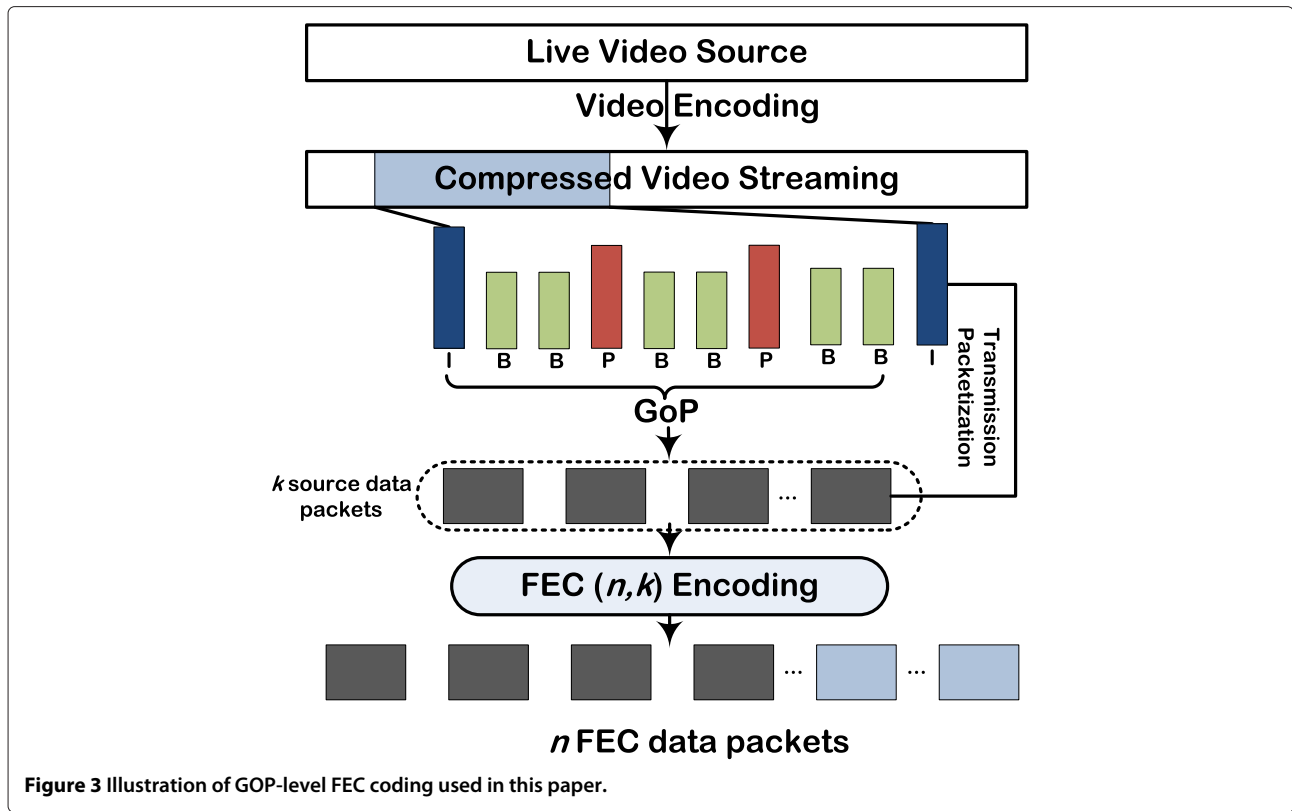 Live Video Source
Video Encoding
Compressed Video Streaming
I B B P B B P B B I
Transmission
Packetization
GoP
k source data
packets
...
FEC (n,k) Encoding
... ...
n FEC data packets
Figure 3 Illustration of GOP-level FEC coding used in this paper.